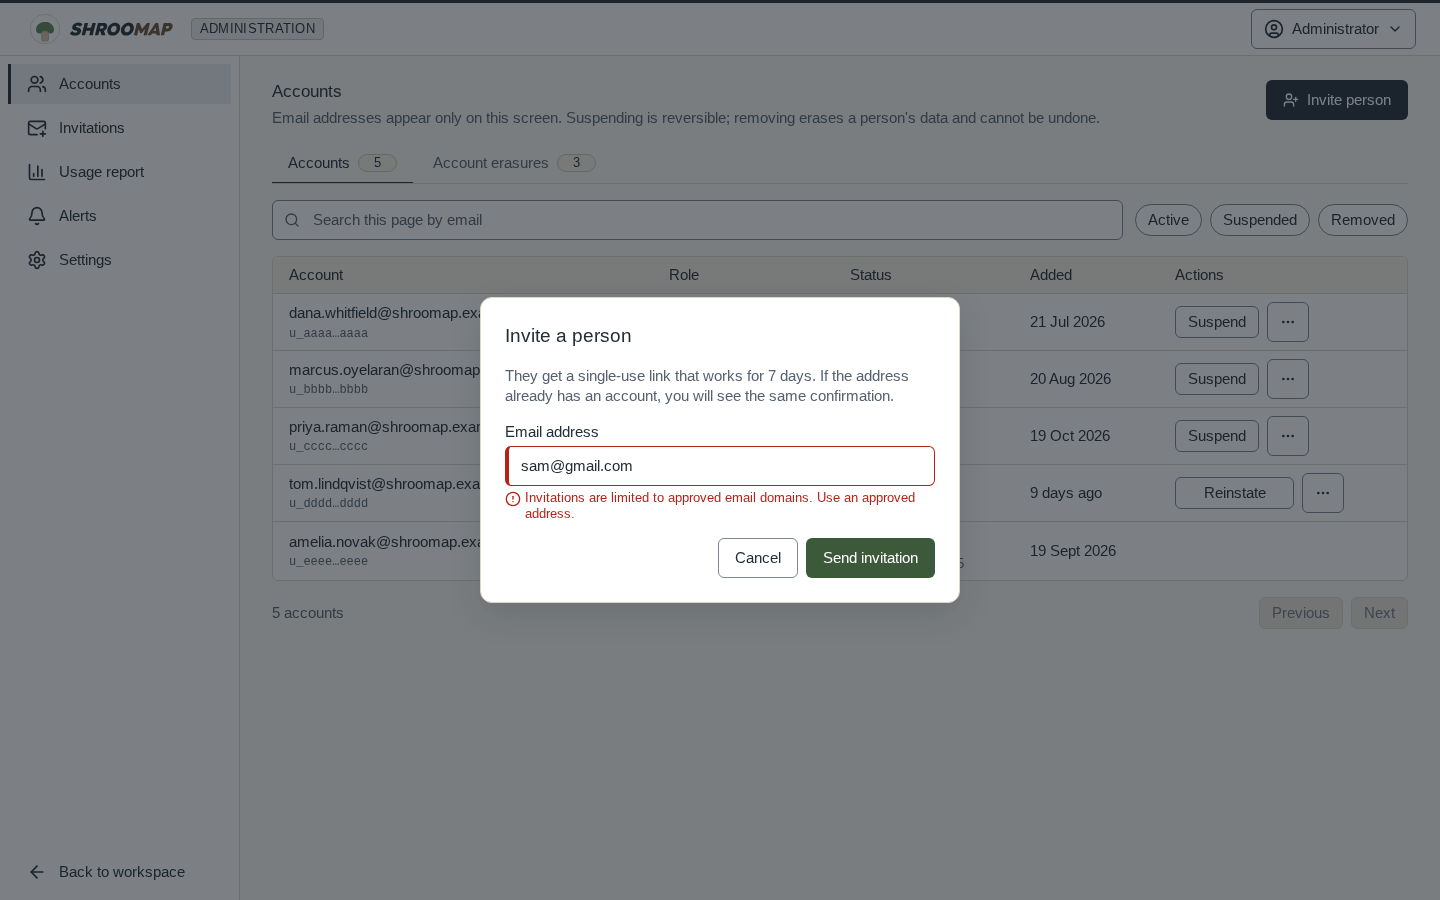 SHROOMAP
ADMINISTRATION
Administrator
Accounts
Invitations
Usage report
Alerts
Settings
Back to workspace
Accounts
Email addresses appear only on this screen. Suspending is reversible; removing erases a person's data and cannot be undone.
Invite person
Accounts 5
Account erasures 3
Search this page by email
Active
Suspended
Removed
Account Role Status Added Actions
dana.whitfield@shroomap.exa
u_aaaa…aaaa
21 Jul 2026
Suspend
marcus.oyelaran@shroomap
u_bbbb…bbbb
20 Aug 2026
Suspend
priya.raman@shroomap.exa
u_cccc…cccc
19 Oct 2026
Suspend
tom.lindqvist@shroomap.exa
u_dddd…dddd
9 days ago
Reinstate
amelia.novak@shroomap.exa
u_eeee…eeee
19 Sept 2026
5 accounts
Previous
Next
Invite a person
They get a single-use link that works for 7 days. If the address
already has an account, you will see the same confirmation.
Email address
sam@gmail.com
Invitations are limited to approved email domains. Use an approved
address.
Cancel
Send invitation